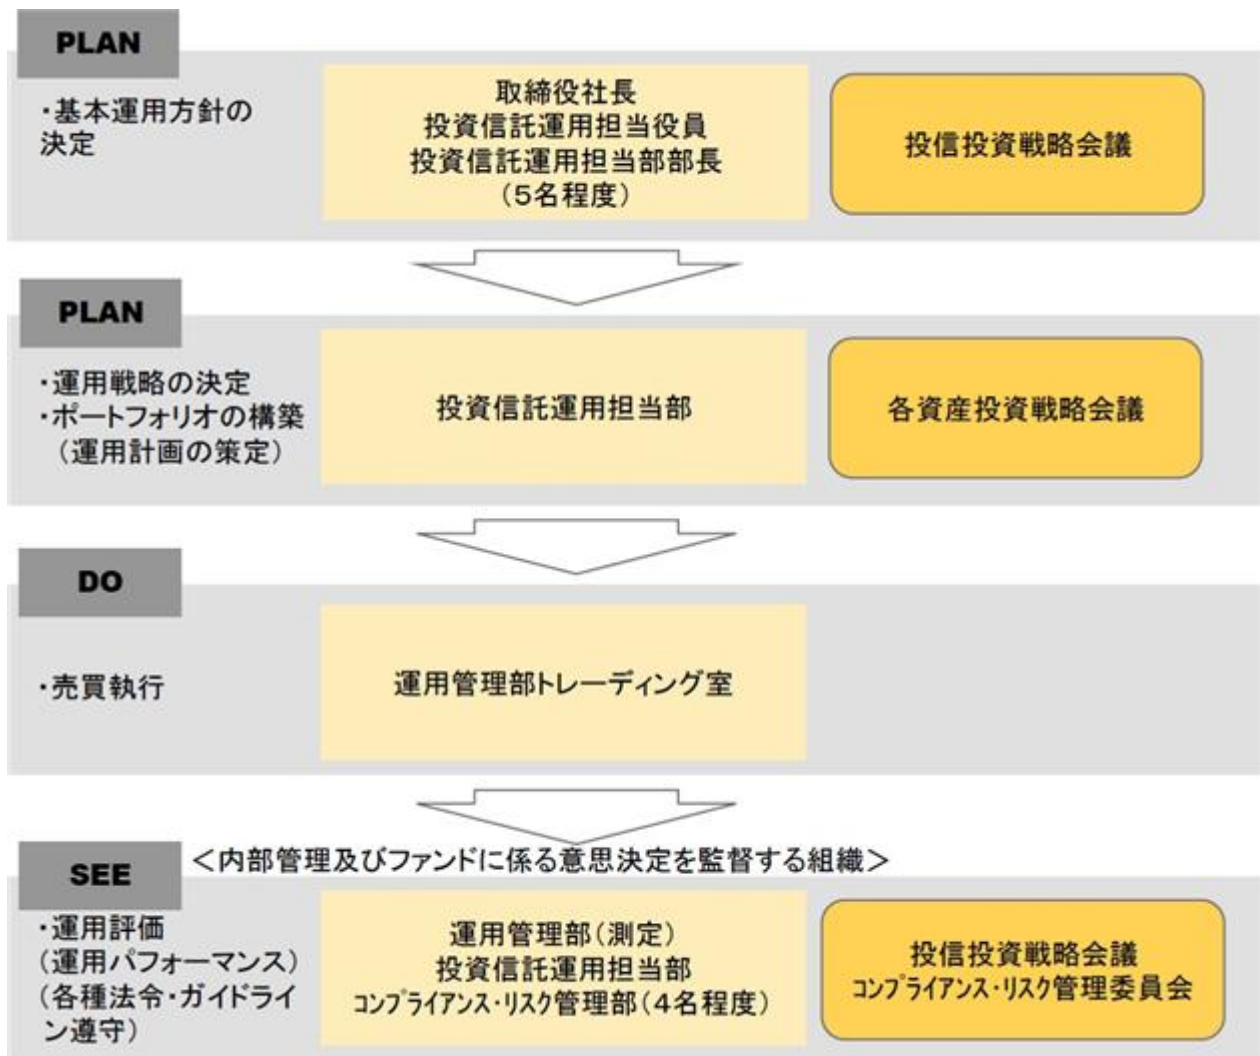 PLAN
・基本運用方針の
決定
取締役社長
投資信託運用担当役員
投資信託運用担当部部長
（５名程度）
投信投資戦略会議
PLAN
・運用戦略の決定
・ポートフォリオの構築
（運用計画の策定）
投資信託運用担当部
各資産投資戦略会議
DO
・売買執行
運用管理部トレーディング室
SEE
＜内部管理及びファンドに係る意思決定を監督する組織＞
・運用評価
（運用パフォーマンス）
（各種法令・ガイドライ
ン遵守）
運用管理部（測定）
投資信託運用担当部
ｺﾝﾌﾟﾗｲｱﾝｽ・ﾘｽｸ管理部（４名程度）
投信投資戦略会議
ｺﾝﾌﾟﾗｲｱﾝｽ・ﾘｽｸ管理委員会